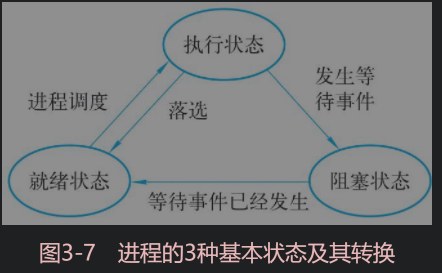 执行状态
发生等
待事件
进程调度
落选
就绪状态
阻塞状态
等待事件已经发生
图3-7 进程的3种基本状态及其转换